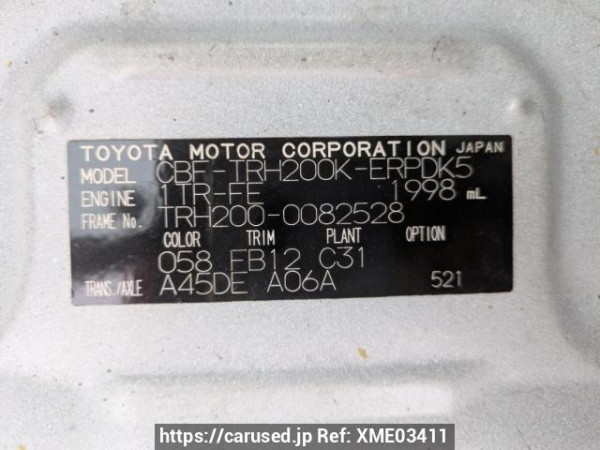 TOYOTA MOTOR CORPORATION JAPAN
MODEL CBF-TRH200K-ERPDK5
ENGINE 1TR-FE 1998 mL
FRAME No. TRH200-0082528
COLOR TRIM PLANT OPTION
058 FB12 C31
TRANS./AXLE A45DE A06A 521
https://carused.jp Ref: XME03411